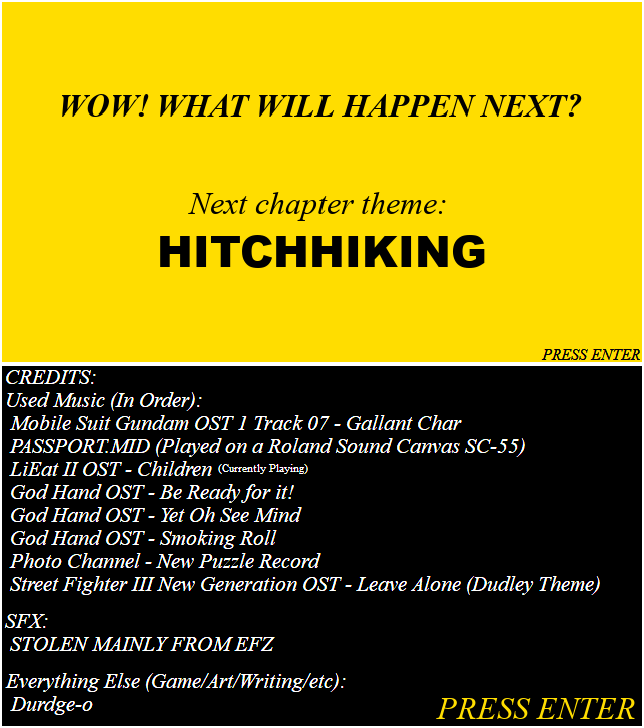 WOW! WHAT WILL HAPPEN NEXT?
Next chapter theme:
HITCHHIKING
PRESS ENTER
CREDITS:
Used Music (In Order):
Mobile Suit Gundam OST 1 Track 07 - Gallant Char
PASSPORT.MID (Played on a Roland Sound Canvas SC-55)
LiEat II OST - Children (Currently Playing)
God Hand OST - Be Ready for it!
God Hand OST - Yet Oh See Mind
God Hand OST - Smoking Roll
Photo Channel - New Puzzle Record
Street Fighter III New Generation OST - Leave Alone (Dudley Theme)
SFX:
STOLEN MAINLY FROM EFZ
Everything Else (Game/Art/Writing/etc):
Durdge-o
PRESS ENTER